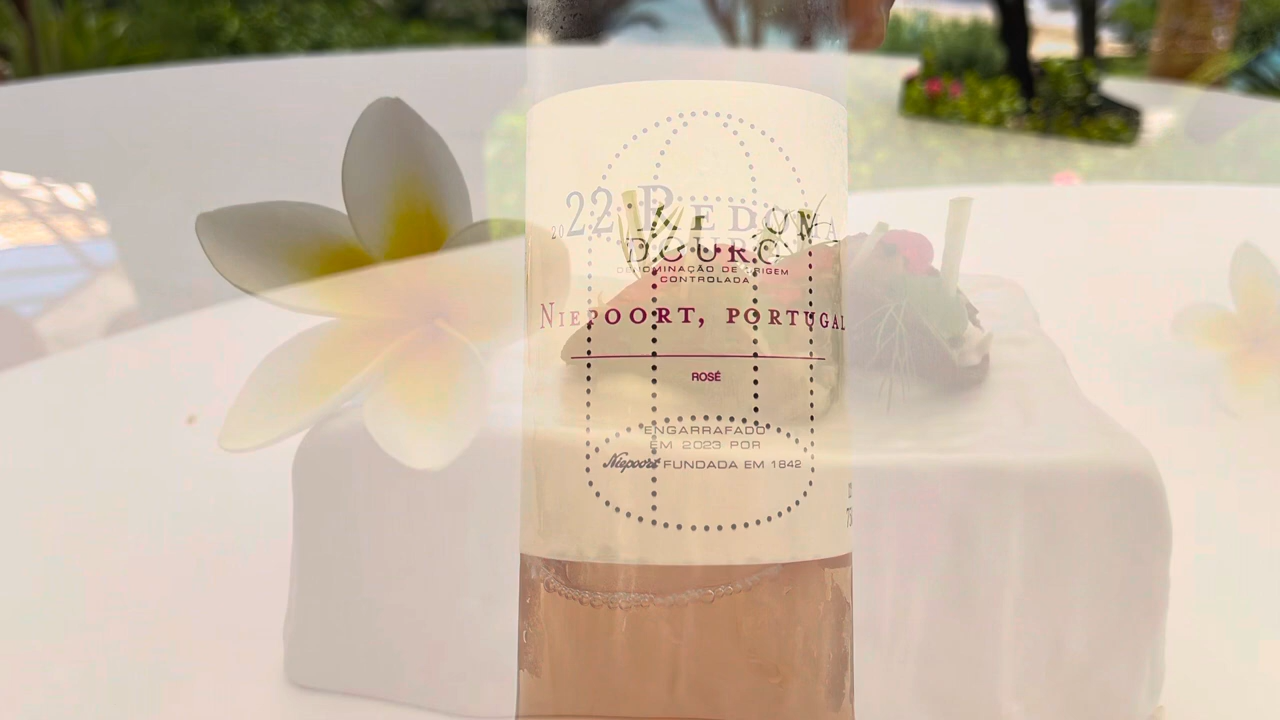 2022 REDOMA
DOURO
DENOMINAÇÃO DE ORIGEM
CONTROLADA
NIEPOORT, PORTUGAL
ROSÉ
ENGARRAFADO
EM 2023 POR
Niepoort FUNDADA EM 1842